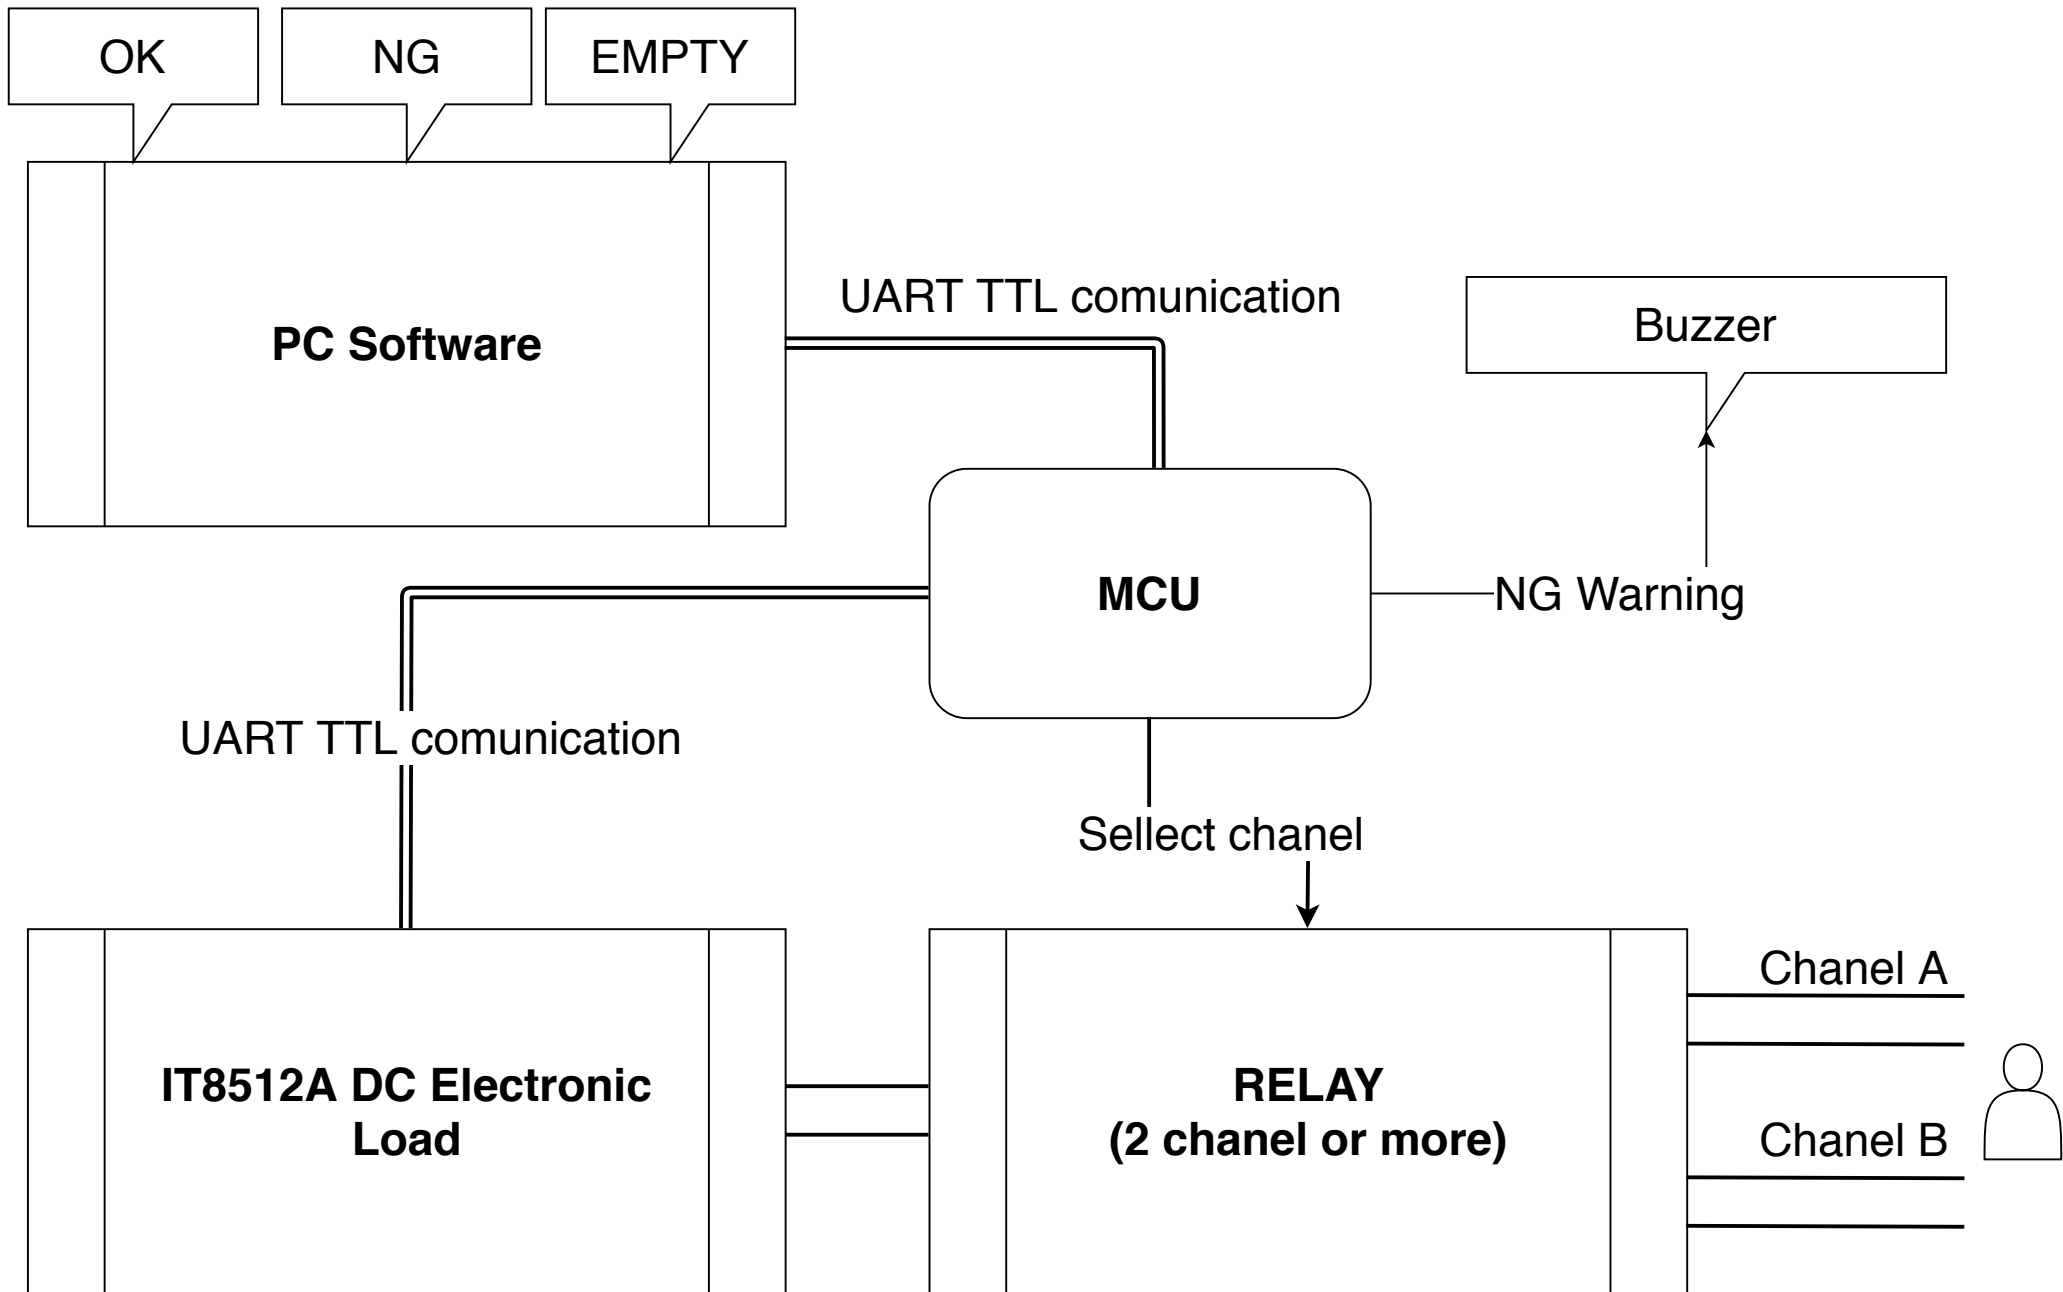 OK
NG
EMPTY
UART TTL comunication
Buzzer
PC Software
MCU
NG Warning
UART TTL comunication
Sellect chanel
Chanel A
IT8512A DC Electronic
Load
RELAY
(2 chanel or more)
Chanel B